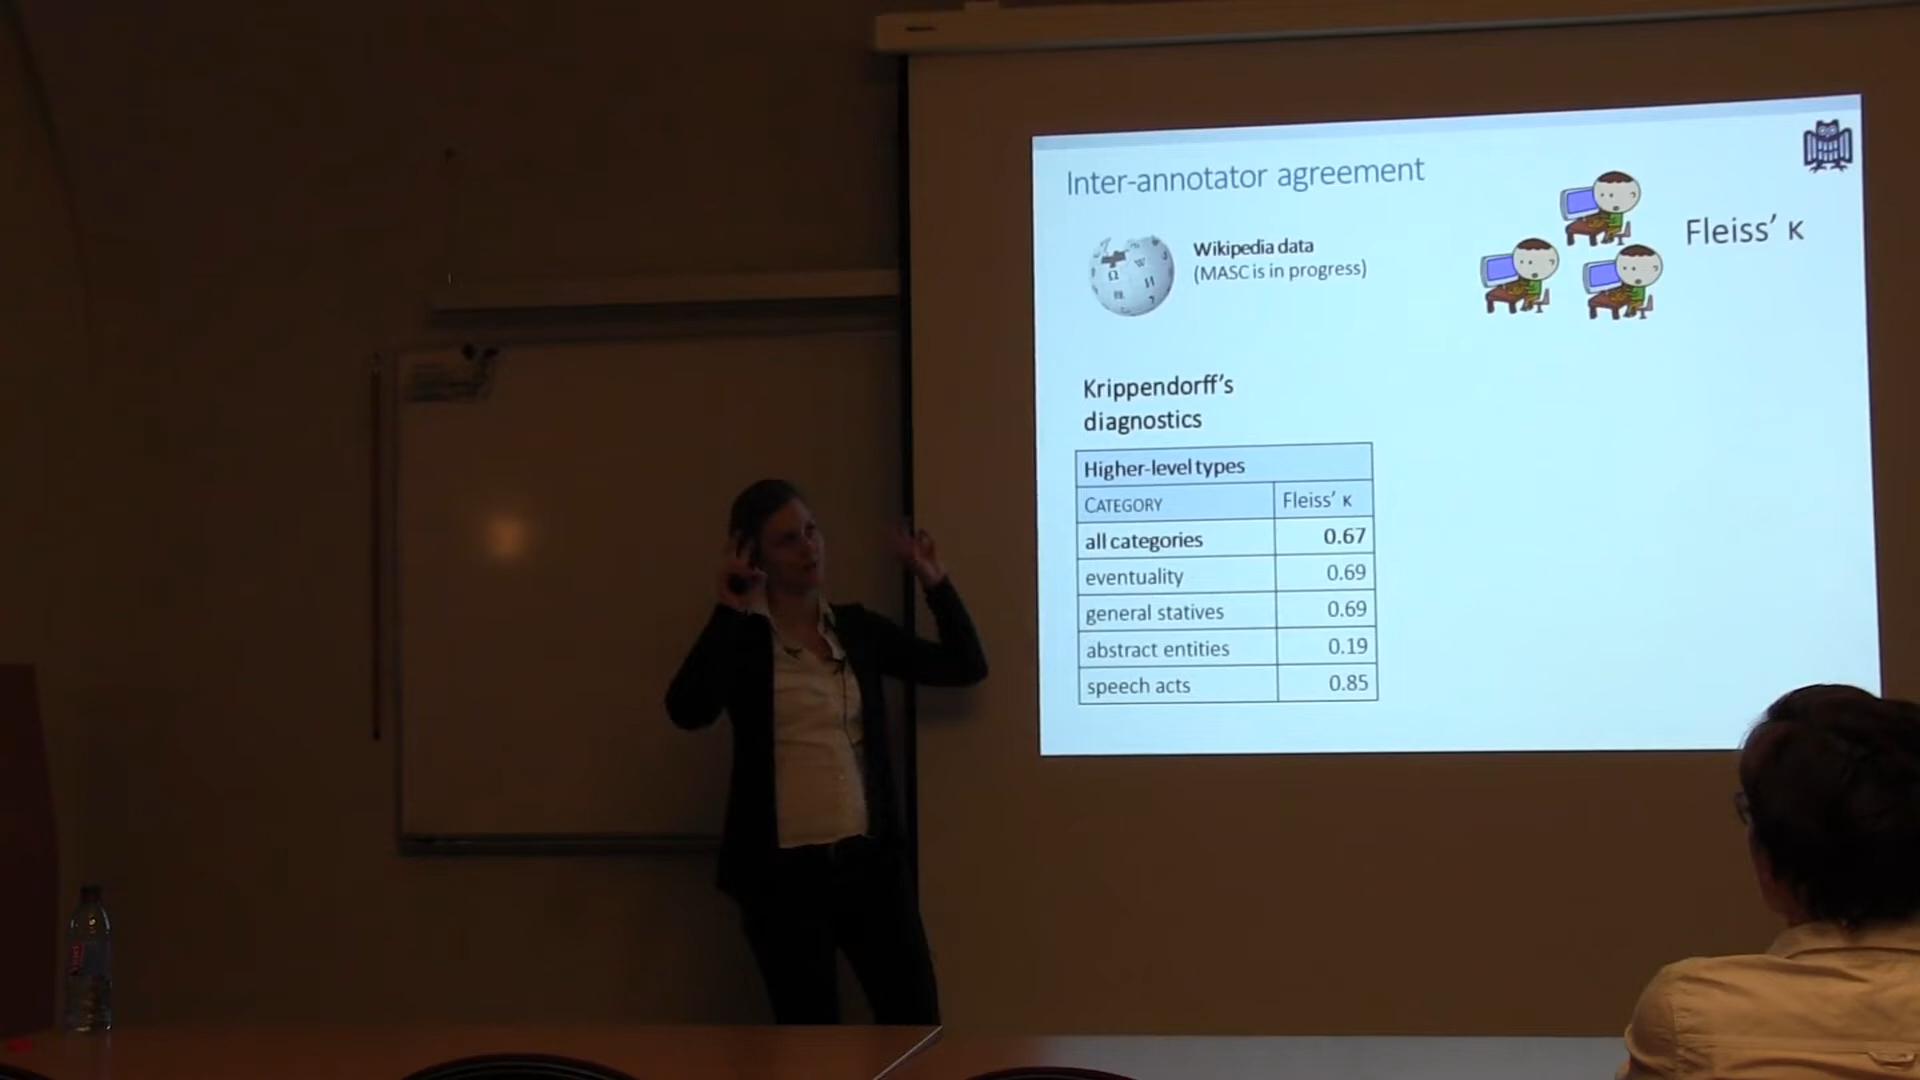 Inter-annotator agreement
Wikipedia data
(MASC is in progress)
Fleiss’ κ
Krippendorff’s
diagnostics
Higher-level types
CATEGORY Fleiss’ κ
all categories 0.67
eventuality 0.69
general statives 0.69
abstract entities 0.19
speech acts 0.85